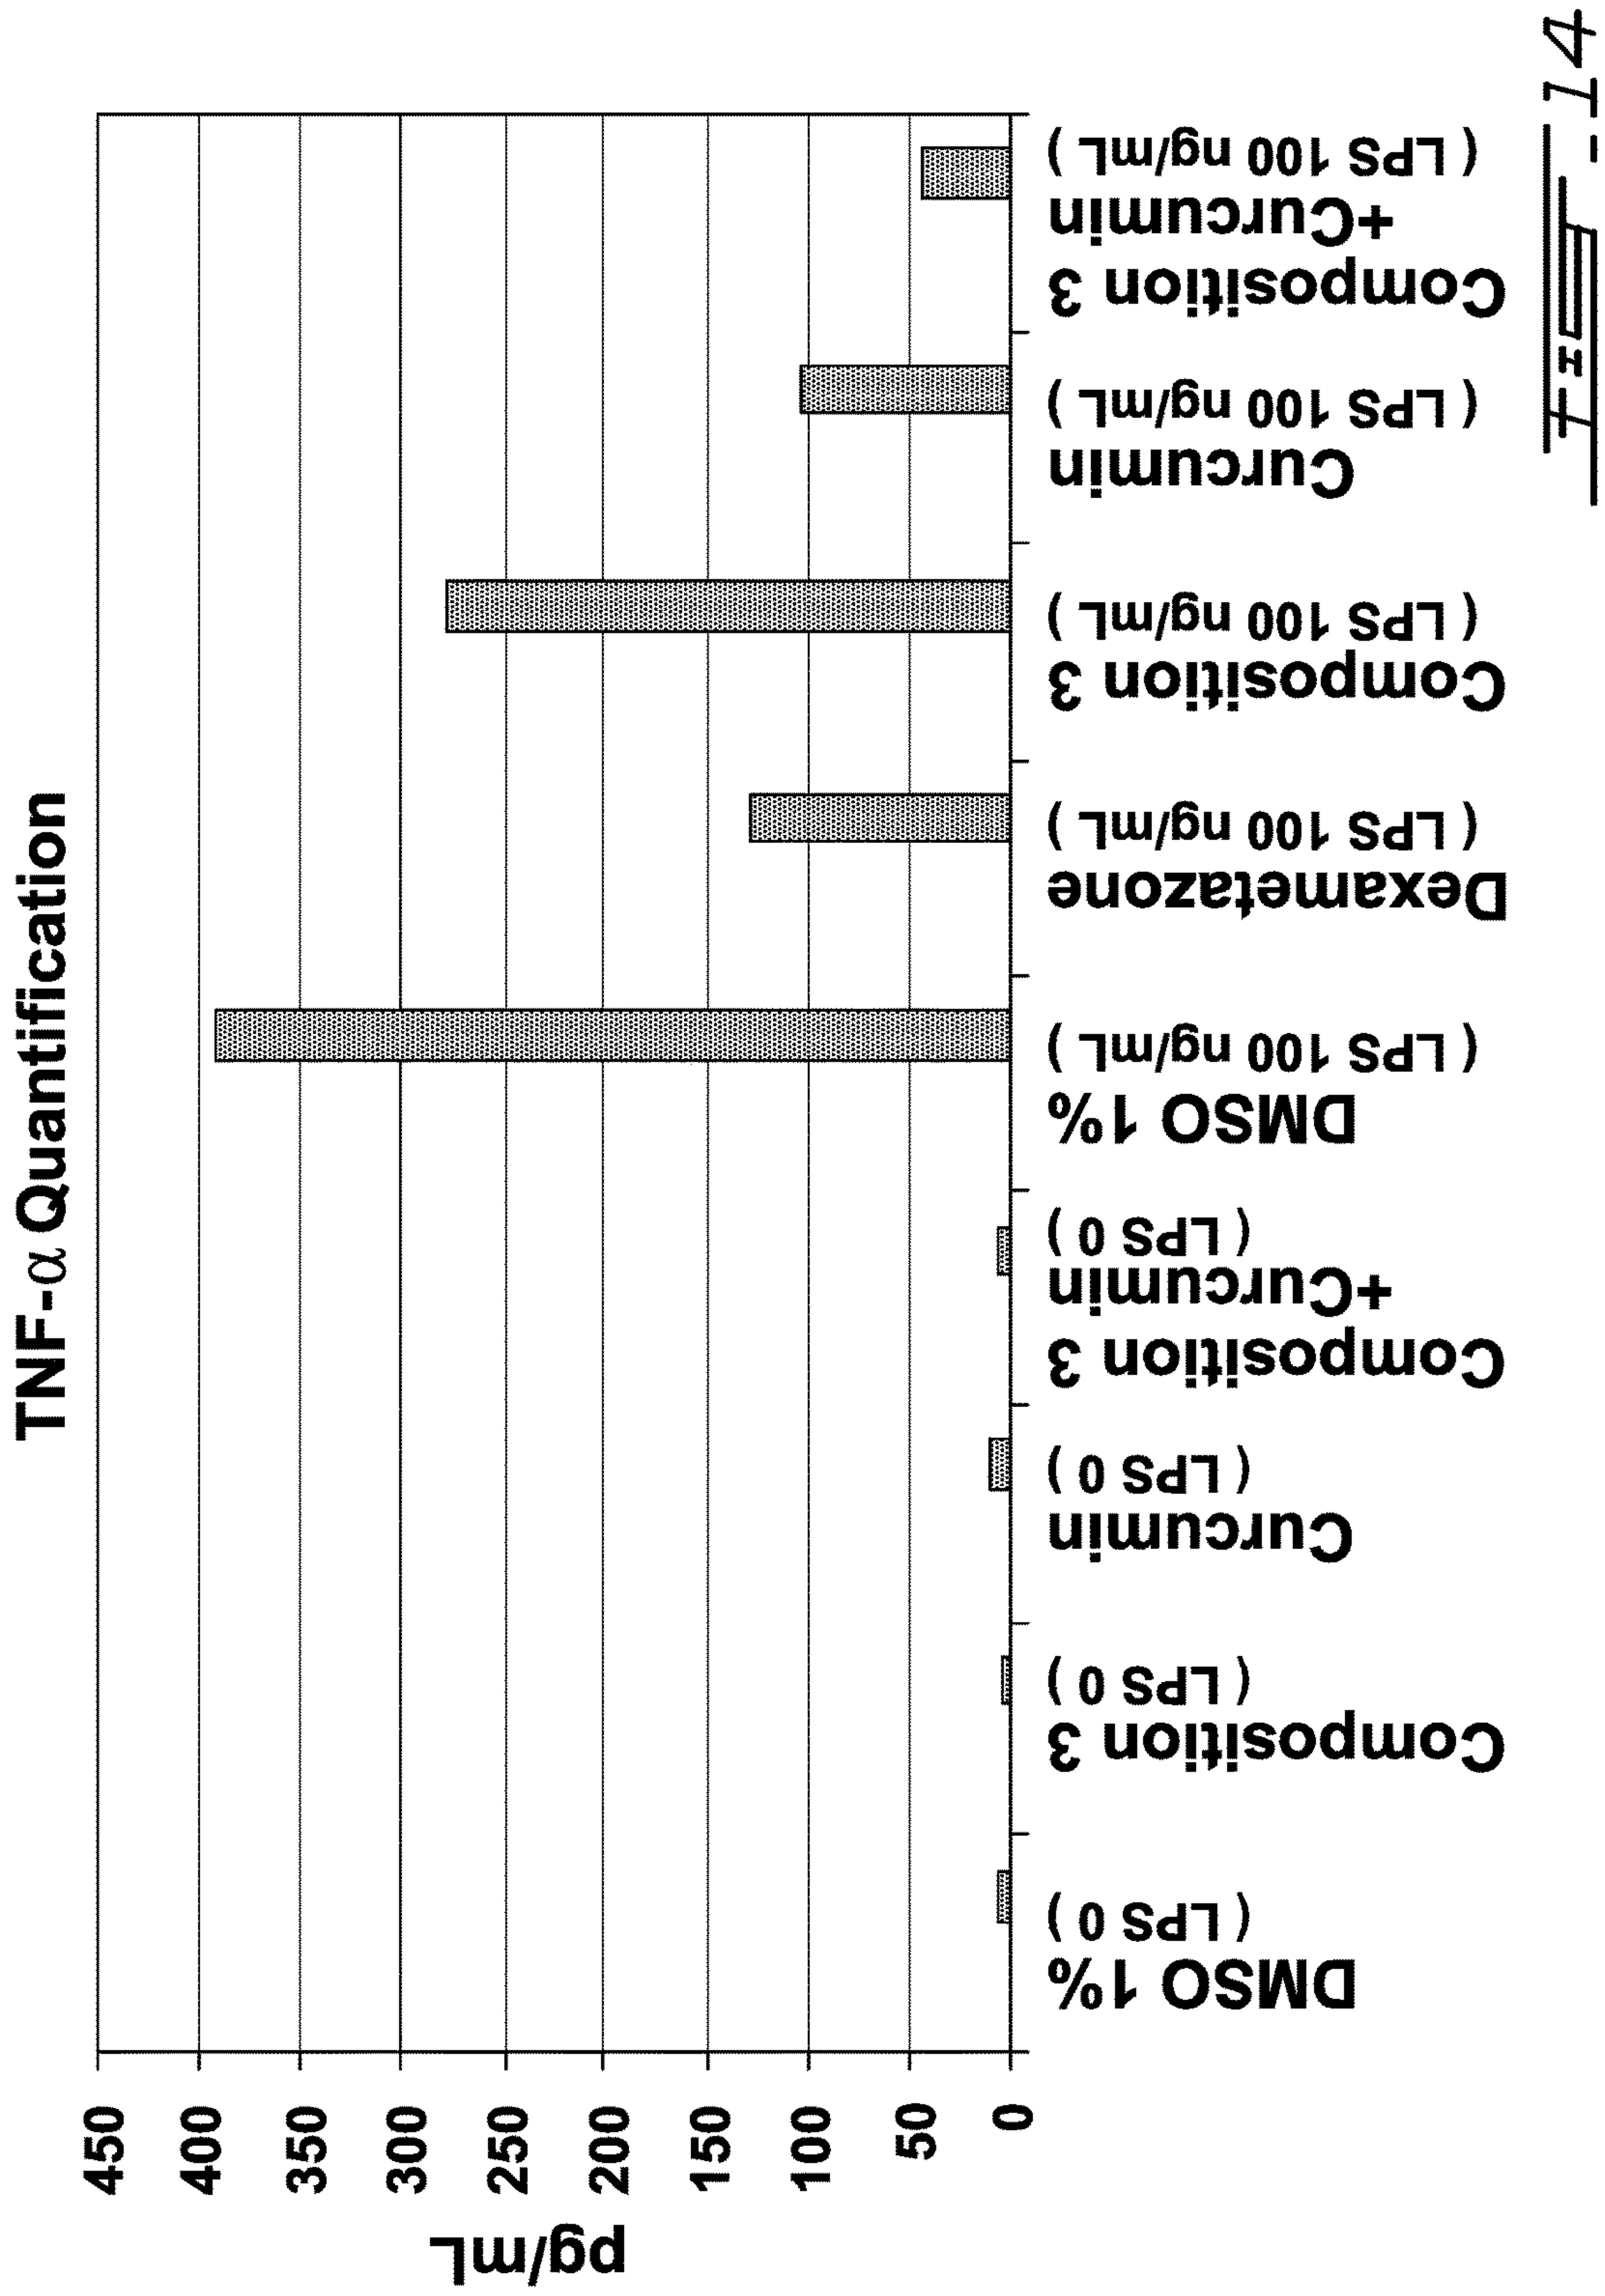 TNF-α Quantification
pg/mL
450
400
350
300
250
200
150
100
50
0
DMSO 1%
( LPS 0 )
Composition 3
( LPS 0 )
Curcumin
( LPS 0 )
Composition 3
+Curcumin
( LPS 0 )
DMSO 1%
( LPS 100 ng/mL )
Dexametazone
( LPS 100 ng/mL )
Composition 3
( LPS 100 ng/mL )
Curcumin
( LPS 100 ng/mL )
Composition 3
+Curcumin
( LPS 100 ng/mL )
FIG - 14